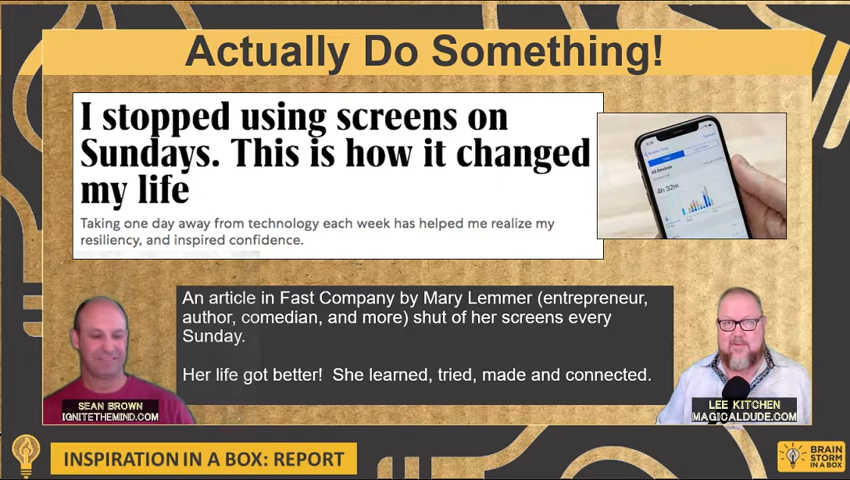 Actually Do Something!
I stopped using screens on
Sundays. This is how it changed
my life
Taking one day away from technology each week has helped me realize my
resiliency, and inspired confidence.
4h 32m
An article in Fast Company by Mary Lemmer (entrepreneur,
author, comedian, and more) shut of her screens every
Sunday.
Her life got better!  She learned, tried, made and connected.
SEAN BROWN
IGNITETHEMIND.COM
LEE KITCHEN
MAGICALDUDE.COM
INSPIRATION IN A BOX: REPORT
BRAIN
STORM
IN A BOX